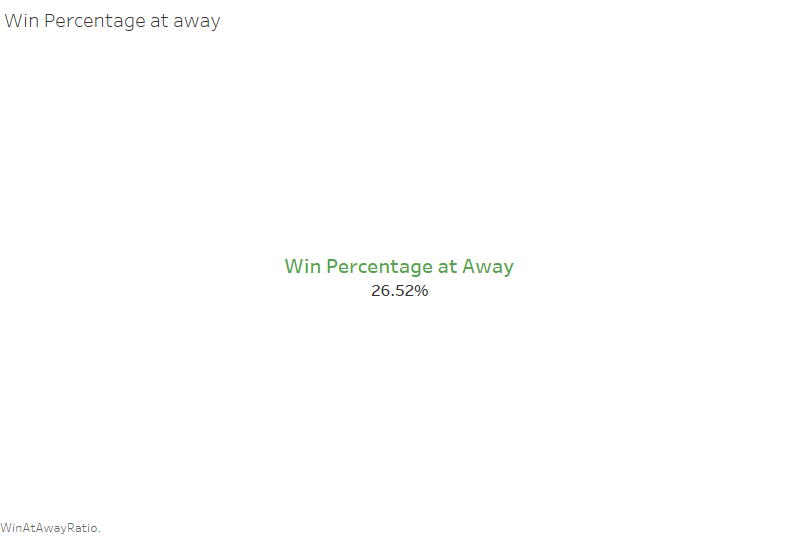 Win Percentage at away
Win Percentage at Away
26.52%
WinAtAwayRatio.